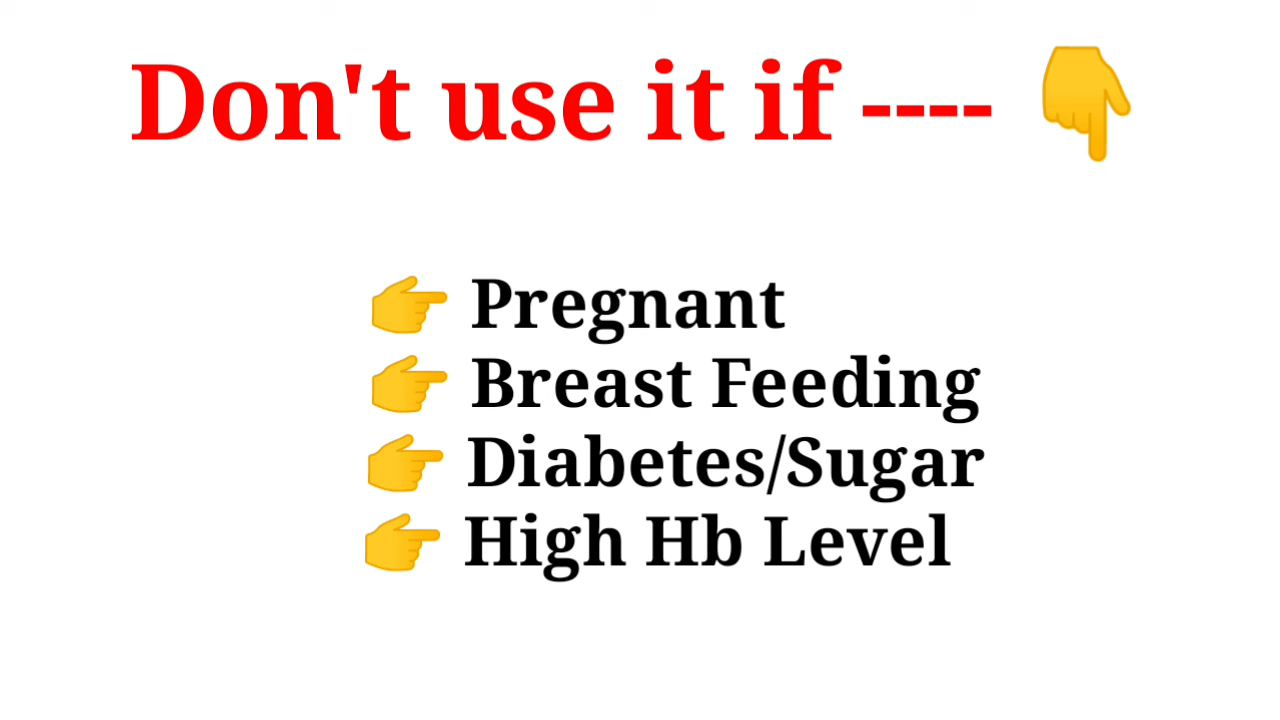 Don't use it if ---- 👇
👉 Pregnant
👉 Breast Feeding
👉 Diabetes/Sugar
👉 High Hb Level